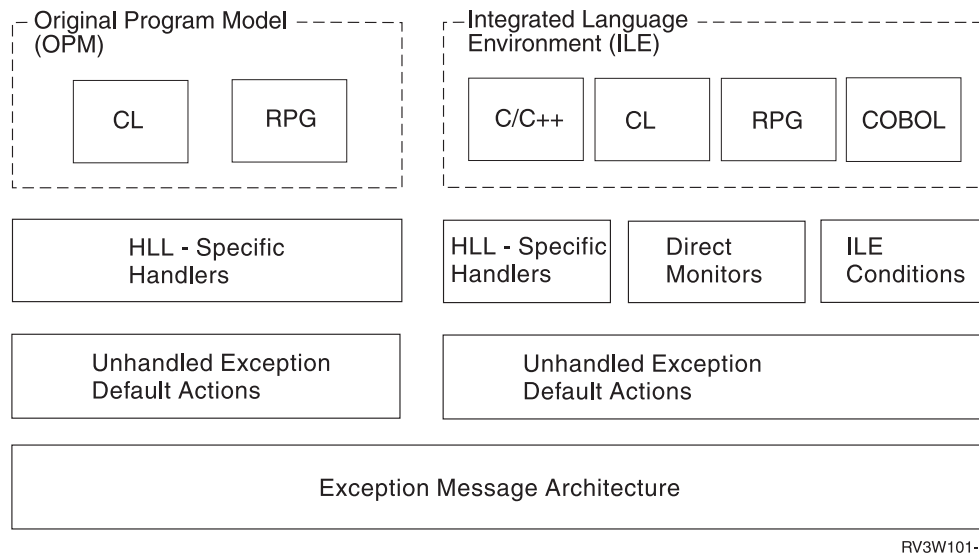 Original Program Model
(OPM)
Integrated Language
Environment (ILE)
CL
RPG
C/C++
CL
RPG
COBOL
HLL - Specific
Handlers
HLL - Specific
Handlers
Direct
Monitors
ILE
Conditions
Unhandled Exception
Default Actions
Unhandled Exception
Default Actions
Exception Message Architecture
RV3W101-